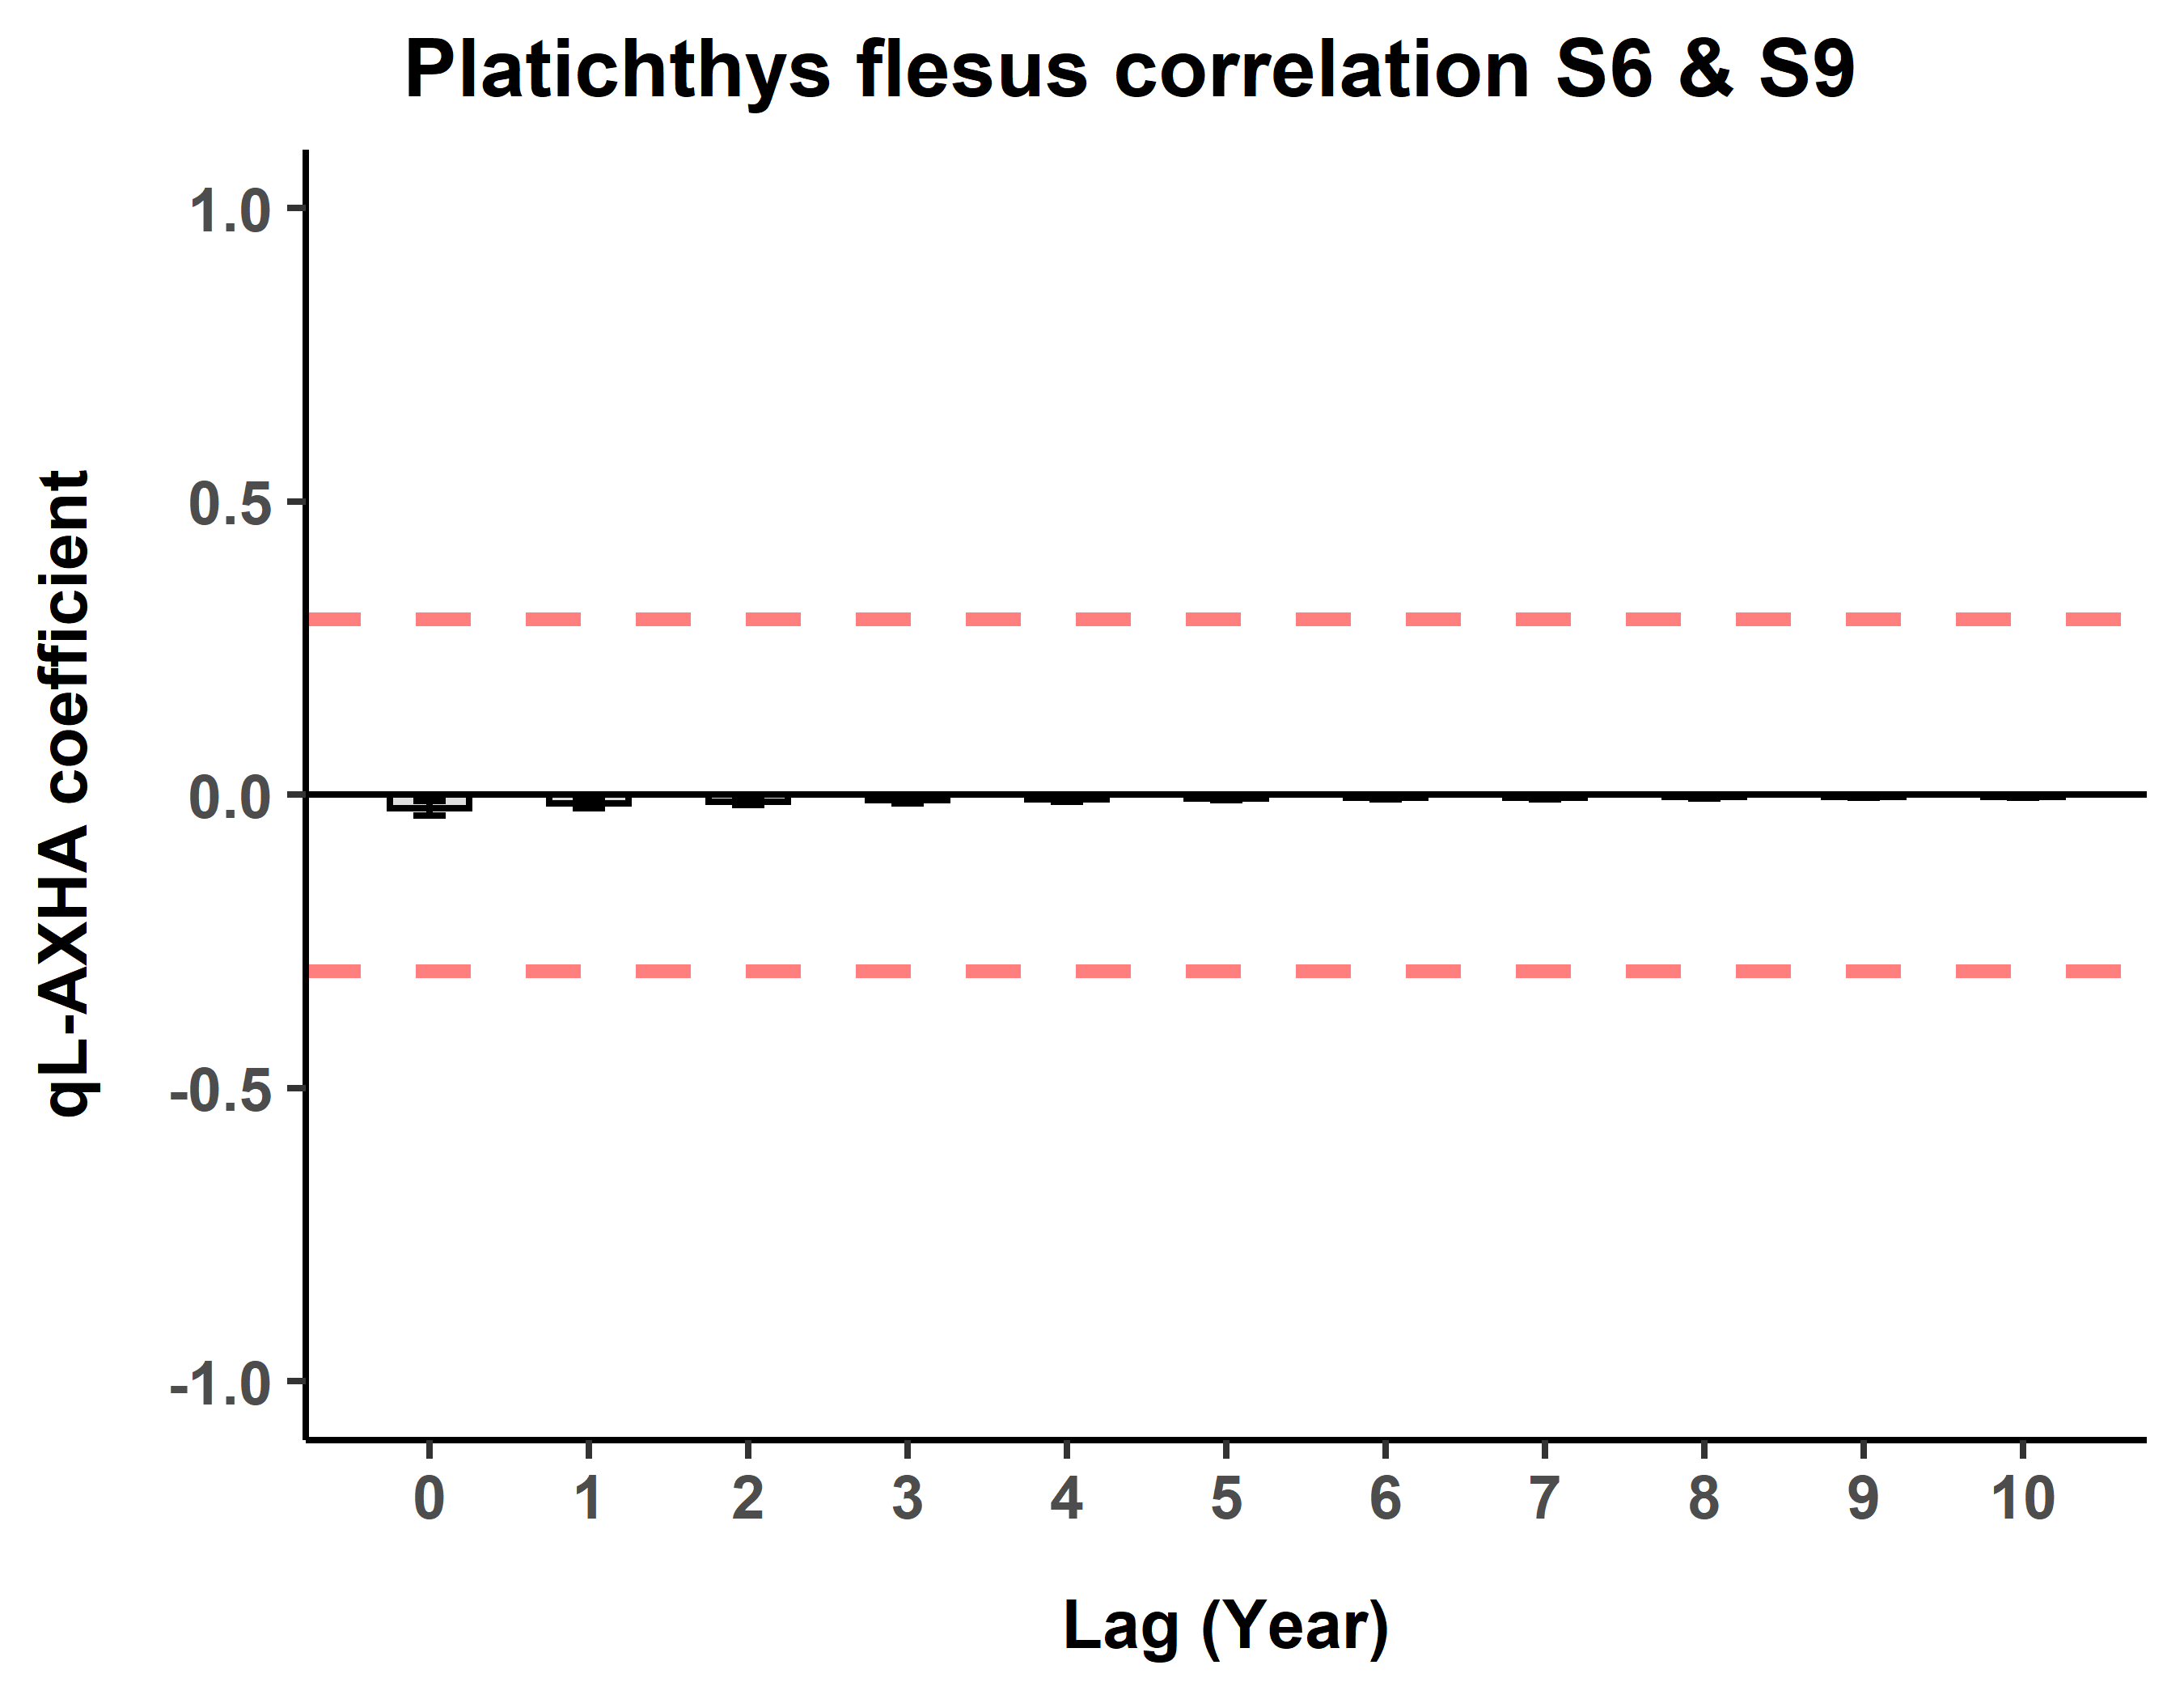 Platichthys flesus correlation S6 & S9
qL-AXHA coefficient
1.0
0.5
0.0
-0.5
-1.0
0 1 2 3 4 5 6 7 8 9 10
Lag (Year)